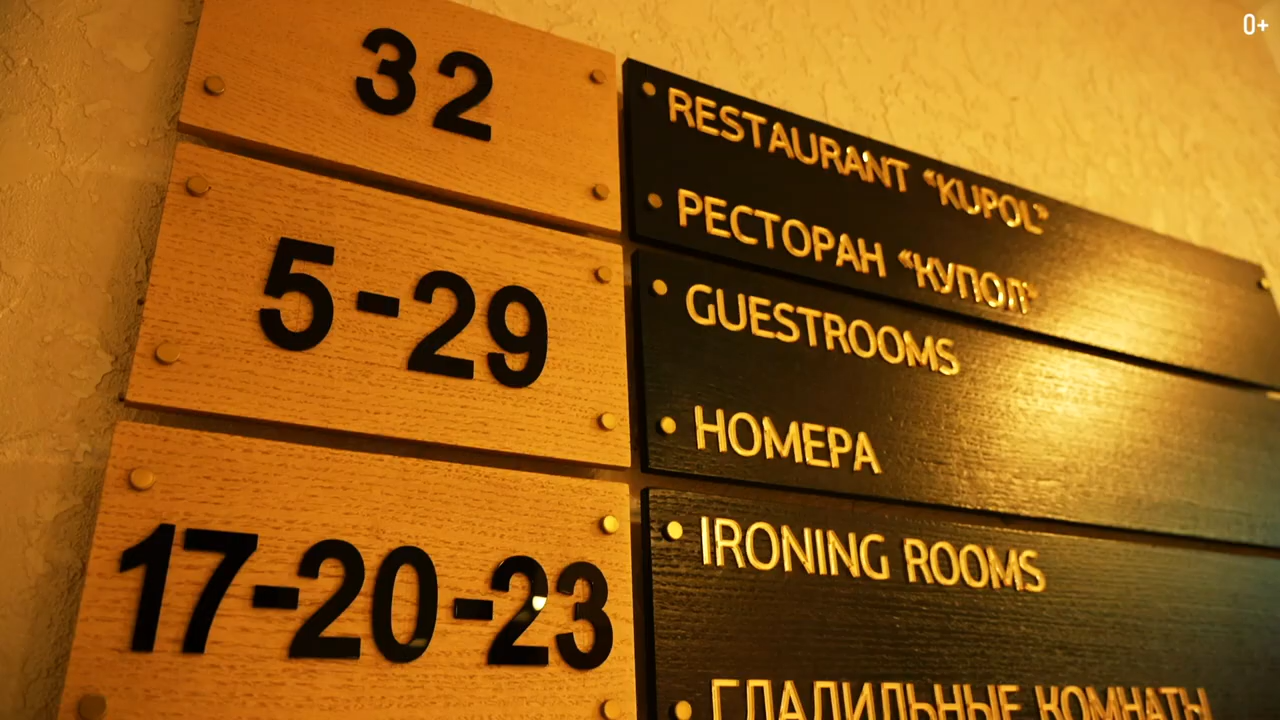 0+
32
RESTAURANT “KUPOL”
РЕСТОРАН “КУПОЛ”
5-29
GUESTROOMS
НОМЕРА
17-20-23
IRONING ROOMS
ГЛАДИЛЬНЫЕ КОМНАТЫ